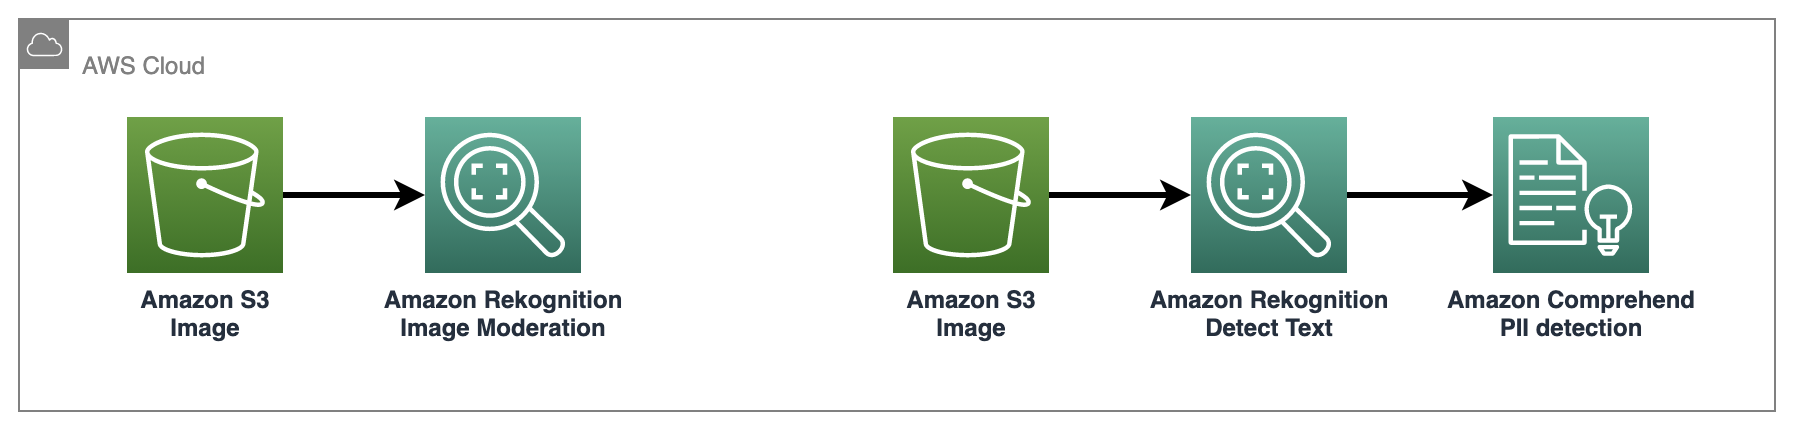 AWS Cloud
Amazon S3
Image
Amazon Rekognition
Image Moderation
Amazon S3
Image
Amazon Rekognition
Detect Text
Amazon Comprehend
PII detection